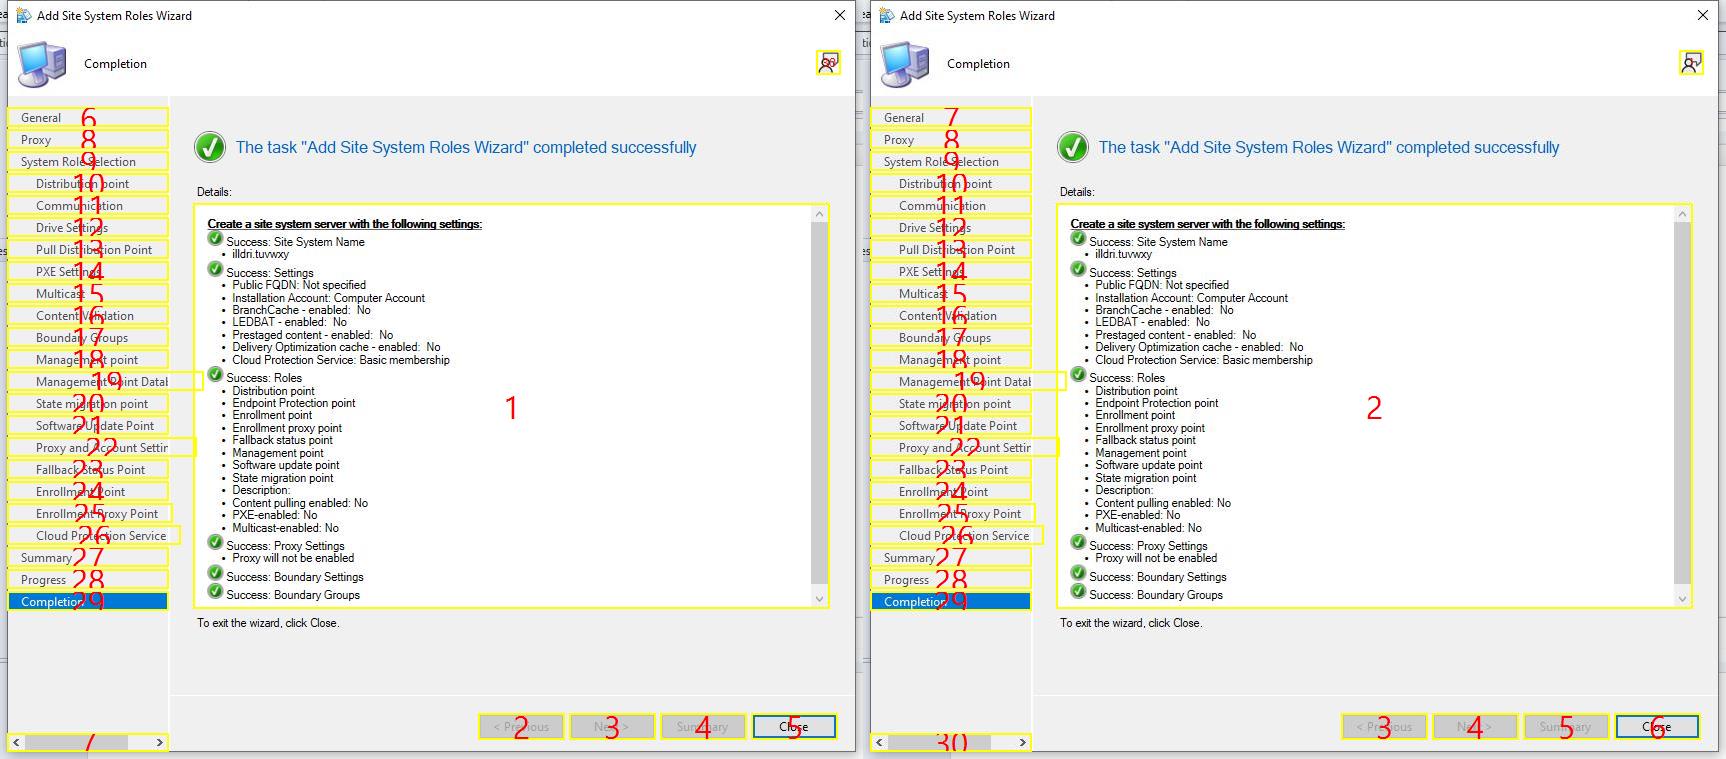 Add Site System Roles Wizard
Completion
30
General 6
Proxy 8
System Role Selection 9
Distribution point 10
Communication 11
Drive Settings 12
Pull Distribution Point 13
PXE Settings 14
Multicast 15
Content Validation 16
Boundary Groups 17
Management point 18
Management Point Datab 19
State migration point 20
Software Update Point 21
Proxy and Account Settin 22
Fallback Status Point 23
Enrollment Point 24
Enrollment Proxy Point 25
Cloud Protection Service 26
Summary 27
Progress 28
Completion 29
7
The task "Add Site System Roles Wizard" completed successfully
Details:
Create a site system server with the following settings:
Success: Site System Name
• illdri.tuvwxy
Success: Settings
• Public FQDN: Not specified
• Installation Account: Computer Account
• BranchCache - enabled: No
• LEDBAT - enabled: No
• Prestaged content - enabled: No
• Delivery Optimization cache - enabled: No
• Cloud Protection Service: Basic membership
Success: Roles
• Distribution point
• Endpoint Protection point
• Enrollment point
• Enrollment proxy point
• Fallback status point
• Management point
• Software update point
• State migration point
• Description:
• Content pulling enabled: No
• PXE-enabled: No
• Multicast-enabled: No
Success: Proxy Settings
• Proxy will not be enabled
Success: Boundary Settings
Success: Boundary Groups
1
To exit the wizard, click Close.
< Previous 2
Next > 3
Summary 4
Close 5
Add Site System Roles Wizard
Completion
1
General 7
Proxy 8
System Role Selection 9
Distribution point 10
Communication 11
Drive Settings 12
Pull Distribution Point 13
PXE Settings 14
Multicast 15
Content Validation 16
Boundary Groups 17
Management point 18
Management Point Datab 19
State migration point 20
Software Update Point 21
Proxy and Account Settin 22
Fallback Status Point 23
Enrollment Point 24
Enrollment Proxy Point 25
Cloud Protection Service 26
Summary 27
Progress 28
Completion 29
30
The task "Add Site System Roles Wizard" completed successfully
Details:
Create a site system server with the following settings:
Success: Site System Name
• illdri.tuvwxy
Success: Settings
• Public FQDN: Not specified
• Installation Account: Computer Account
• BranchCache - enabled: No
• LEDBAT - enabled: No
• Prestaged content - enabled: No
• Delivery Optimization cache - enabled: No
• Cloud Protection Service: Basic membership
Success: Roles
• Distribution point
• Endpoint Protection point
• Enrollment point
• Enrollment proxy point
• Fallback status point
• Management point
• Software update point
• State migration point
• Description:
• Content pulling enabled: No
• PXE-enabled: No
• Multicast-enabled: No
Success: Proxy Settings
• Proxy will not be enabled
Success: Boundary Settings
Success: Boundary Groups
2
To exit the wizard, click Close.
< Previous 3
Next > 4
Summary 5
Close 6